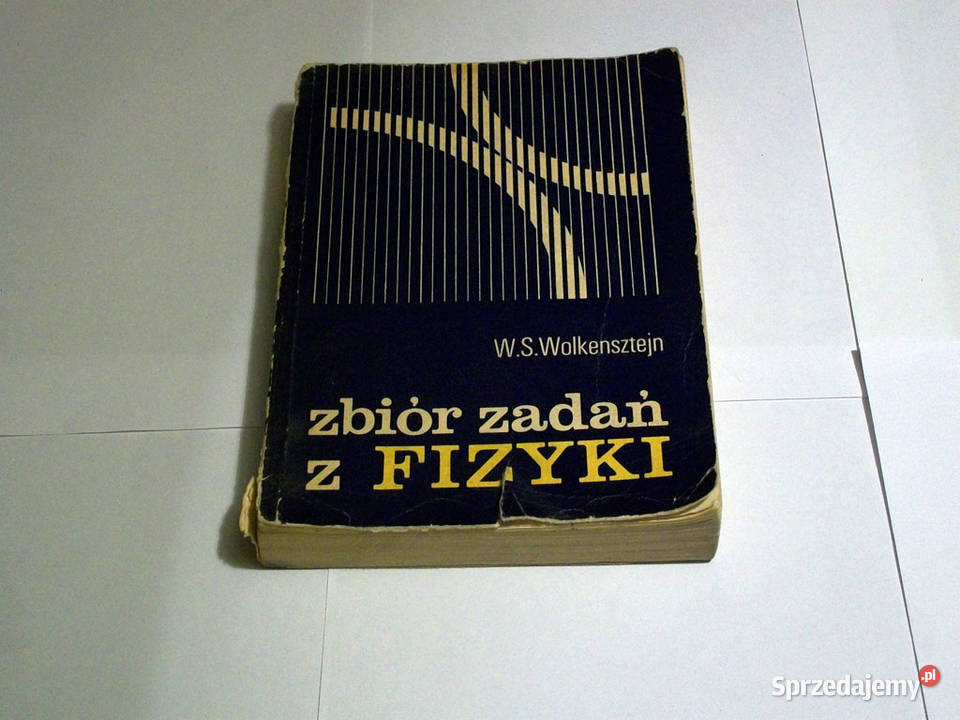 W.S.Wolkensztejn
zbiór zadań
z FIZYKI
Sprzedajemy.pl